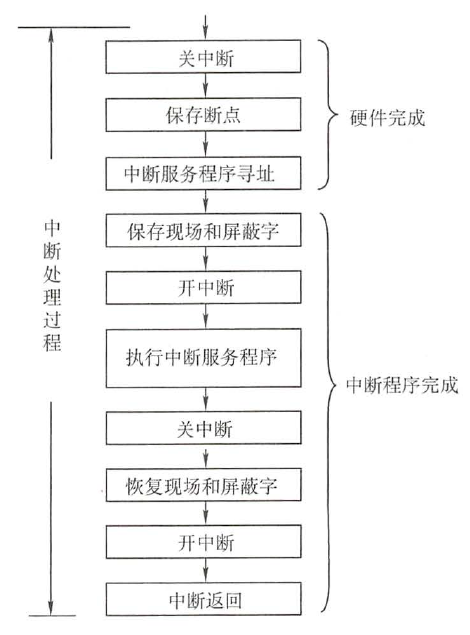 关中断
保存断点
硬件完成
中断服务程序寻址
保存现场和屏蔽字
开中断
中断处理过程
执行中断服务程序
中断程序完成
关中断
恢复现场和屏蔽字
开中断
中断返回